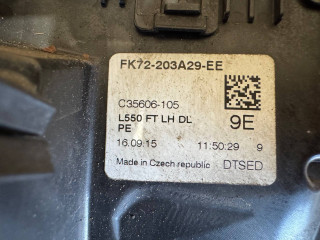 FK72-203A29-EE
C35606-105
L550 FT LH DL 9E
PE
16.09.15 11:50:29 9
Made in Czech republic DTSED